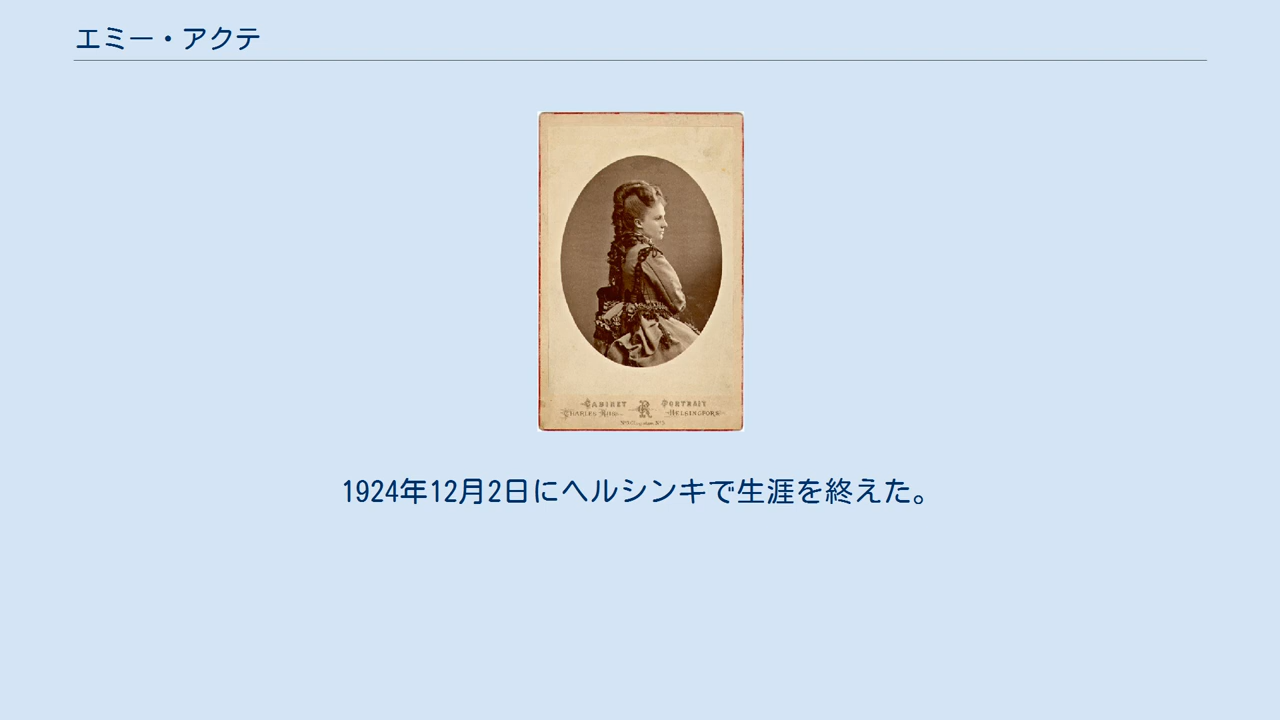 エミー・アクテ
CABINET PORTRAIT
CHARLES HELSINGFORS
1924年12月2日にヘルシンキで生涯を終えた。